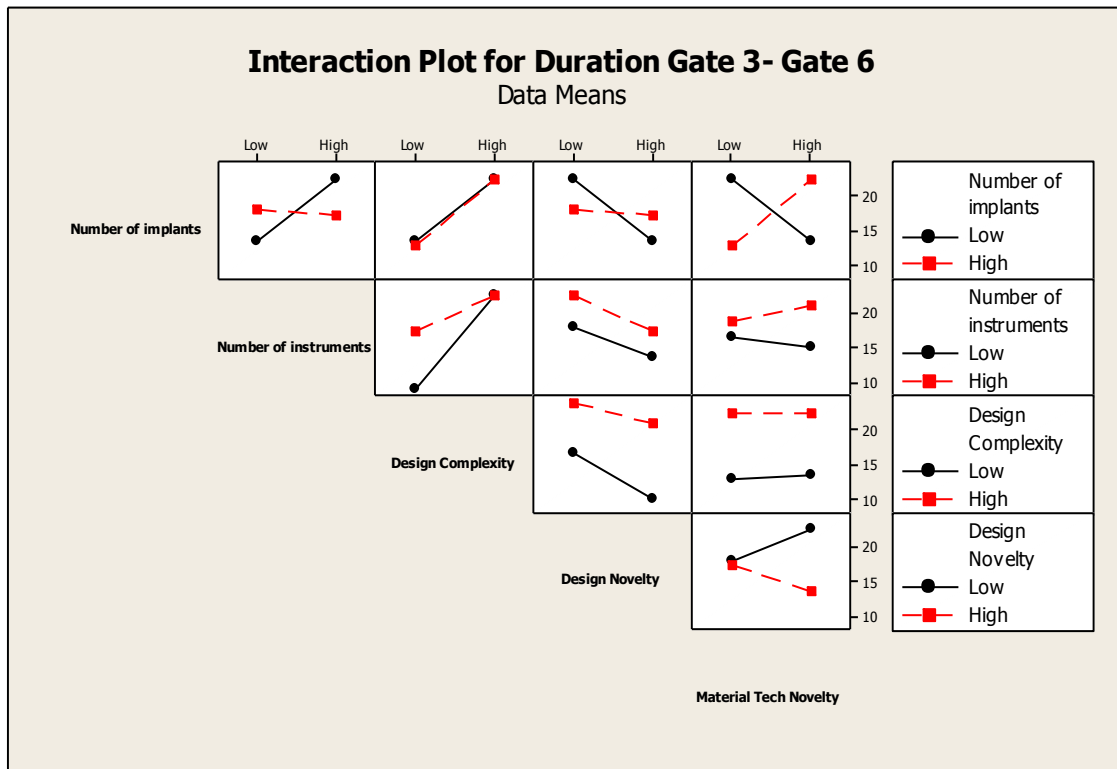 Interaction Plot for Duration Gate 3- Gate 6
Data Means
Low High Low High Low High Low High
Number of implants
20
15
10
Number of
implants
Low
High
Number of instruments
20
15
10
Number of
instruments
Low
High
Design Complexity
20
15
10
Design
Complexity
Low
High
Design Novelty
20
15
10
Design
Novelty
Low
High
Material Tech Novelty